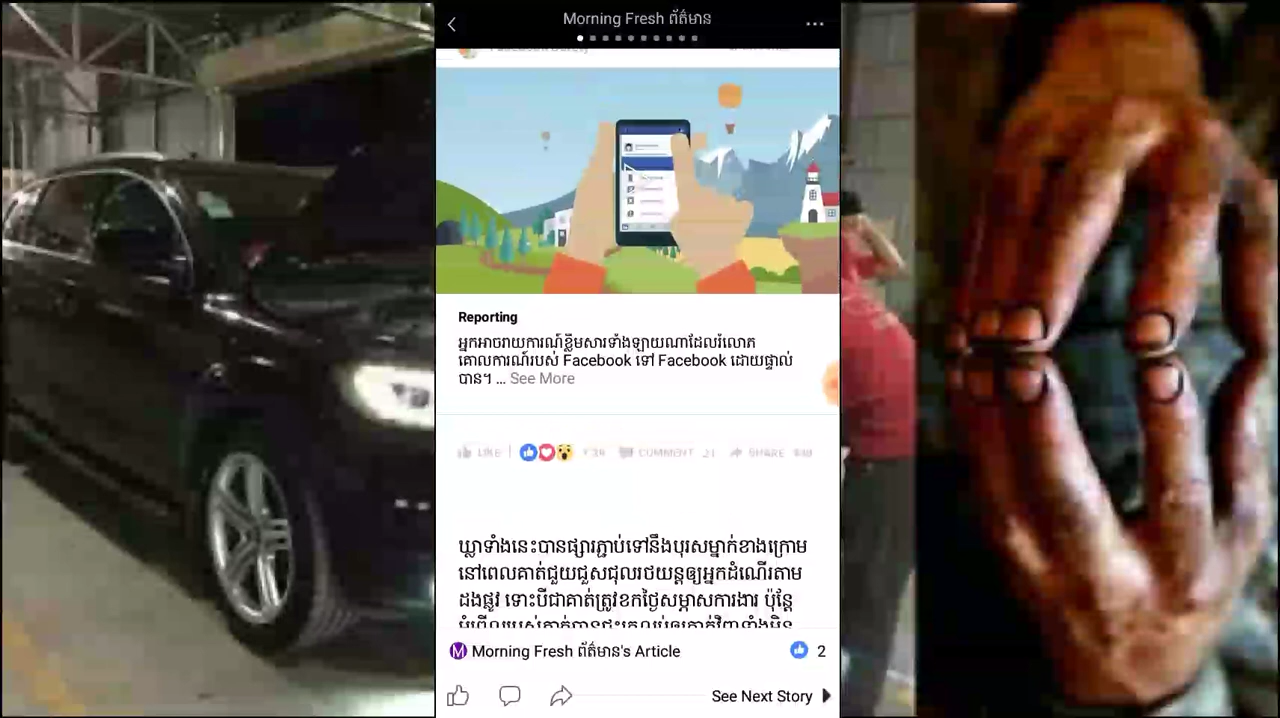 Morning Fresh ព័ត៌មាន
Reporting
អ្នកអាចរាយការណ៍ខ្លឹមសារទាំងឡាយណាដែលរំលោភ
គោលការណ៍របស់ Facebook ទៅ Facebook ដោយផ្ទាល់
បាន។ ... See More
LIKE COMMENT 21 SHARE
ឃ្លាទាំងនេះបានផ្សារភ្ជាប់ទៅនឹងបុរសម្នាក់ខាងក្រោម
នៅពេលគាត់ជួយជួសជុលរថយន្តឲ្យអ្នកដំណើរតាម
ដងផ្លូវ ទោះបីជាគាត់ត្រូវខកថ្ងៃសម្ភាសការងារ ប៉ុន្តែ
Morning Fresh ព័ត៌មាន's Article 2
See Next Story